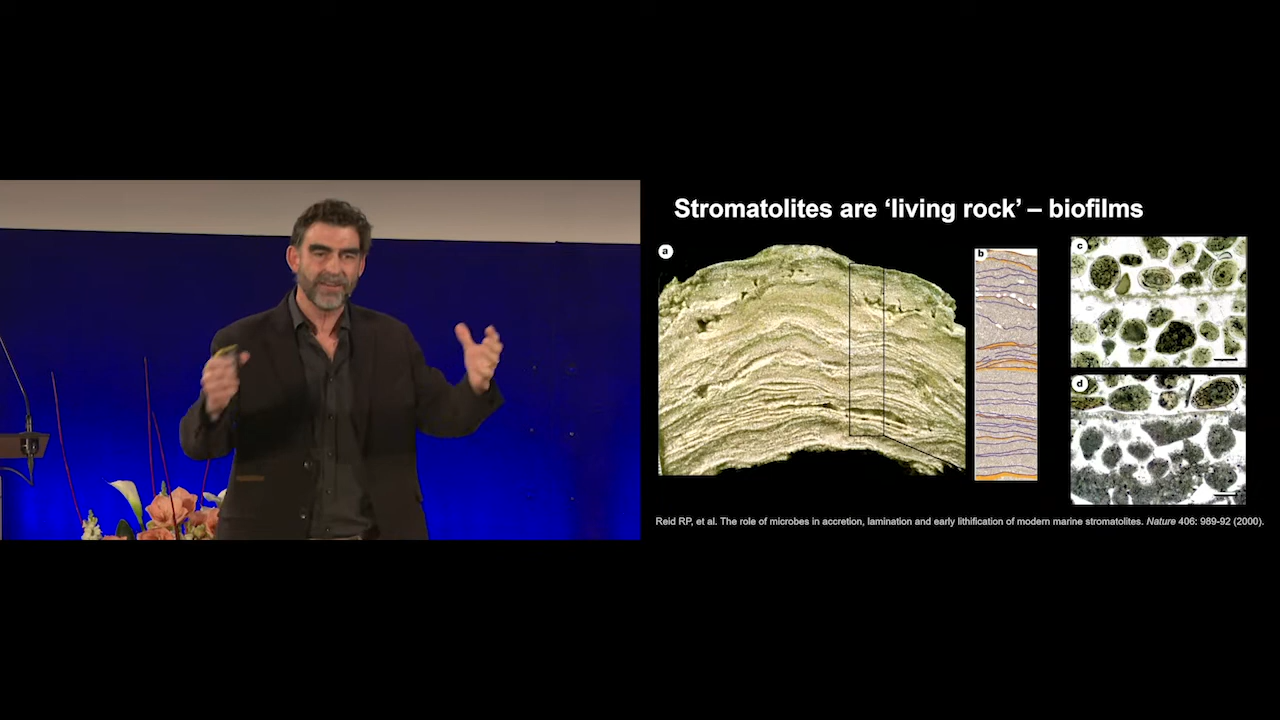 Stromatolites are ‘living rock’ – biofilms
a
b
c
d
Reid RP, et al. The role of microbes in accretion, lamination and early lithification of modern marine stromatolites. Nature 406: 989-92 (2000).